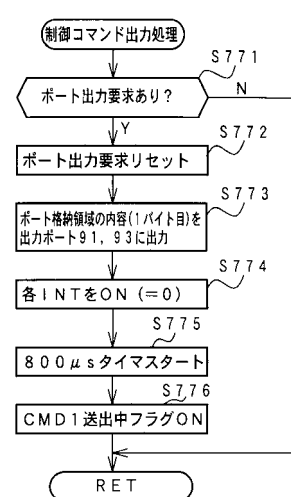 制御コマンド出力処理
S771
ポート出力要求あり?
N
Y
S772
ポート出力要求リセット
S773
ポート格納領域の内容(1バイト目)を
出力ポート91,93に出力
S774
各INTをON(=0)
S775
800μsタイマスタート
S776
CMD1送出中フラグON
RET